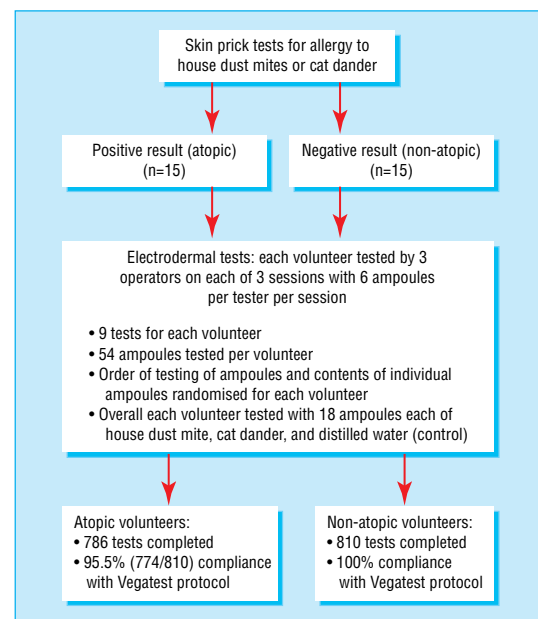 Skin prick tests for allergy to
house dust mites or cat dander
Positive result (atopic)
(n=15)
Negative result (non-atopic)
(n=15)
Electrodermal tests: each volunteer tested by 3
operators on each of 3 sessions with 6 ampoules
per tester per session
• 9 tests for each volunteer
• 54 ampoules tested per volunteer
• Order of testing of ampoules and contents of individual
ampoules randomised for each volunteer
• Overall each volunteer tested with 18 ampoules each of
house dust mite, cat dander, and distilled water (control)
Atopic volunteers:
• 786 tests completed
• 95.5% (774/810) compliance
with Vegatest protocol
Non-atopic volunteers:
• 810 tests completed
• 100% compliance
with Vegatest protocol